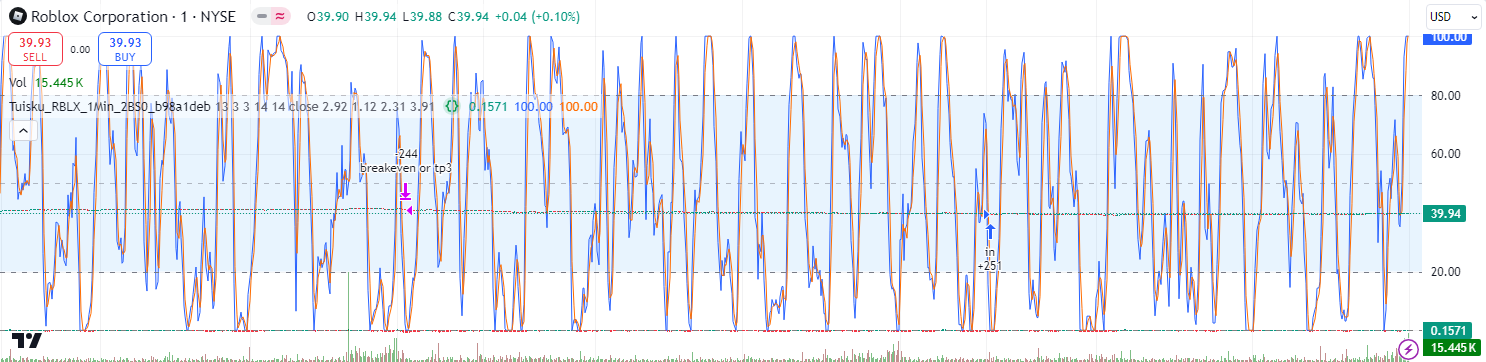 Roblox Corporation · 1 · NYSE O39.90 H39.94 L39.88 C39.94 +0.04 (+0.10%)
USD
39.93
SELL
0.00
39.93
BUY
100.00
Vol 15.445 K
80.00
Tuisku_RBLX_1Min_2BS0_b98a1deb 13 3 3 14 14 close 2.92 1.12 2.31 3.91 {} 0.1571 100.00 100.00
-244
breakeven or tp3
60.00
39.94
in
+251
20.00
0.1571
15.445 K